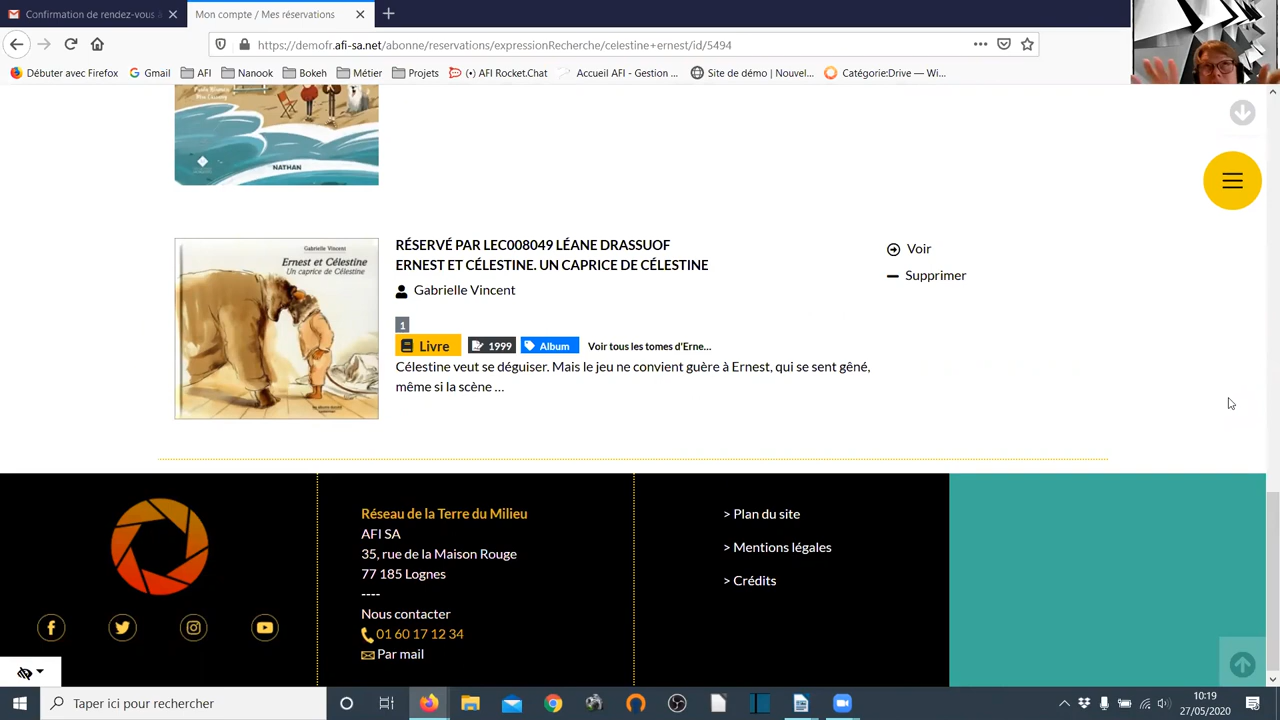 Confirmation de rendez-vous à
Mon compte / Mes réservations
https://demofr.afi-sa.net/abonne/reservations/expressionRecherche/celestine+ernest/id/5494
Débuter avec Firefox
Gmail
AFI
Nanook
Bokeh
Métier
Projets
(•) AFI Rocket.Chat
Accueil AFI - Gestion ...
Site de démo | Nouvel...
Catégorie:Drive — Wi...
NATHAN
Gabrielle Vincent
Ernest et Célestine
Un caprice de Célestine
RÉSERVÉ PAR LEC008049 LÉANE DRASSUOF
ERNEST ET CÉLESTINE. UN CAPRICE DE CÉLESTINE
Gabrielle Vincent
1
Livre 1999 Album Voir tous les tomes d'Erne...
Célestine veut se déguiser. Mais le jeu ne convient guère à Ernest, qui se sent gêné,
même si la scène ...
Voir
Supprimer
Réseau de la Terre du Milieu
AFI SA
35, rue de la Maison Rouge
77 185 Lognes
----
Nous contacter
01 60 17 12 34
Par mail
> Plan du site
> Mentions légales
> Crédits
Taper ici pour rechercher
10:19
27/05/2020